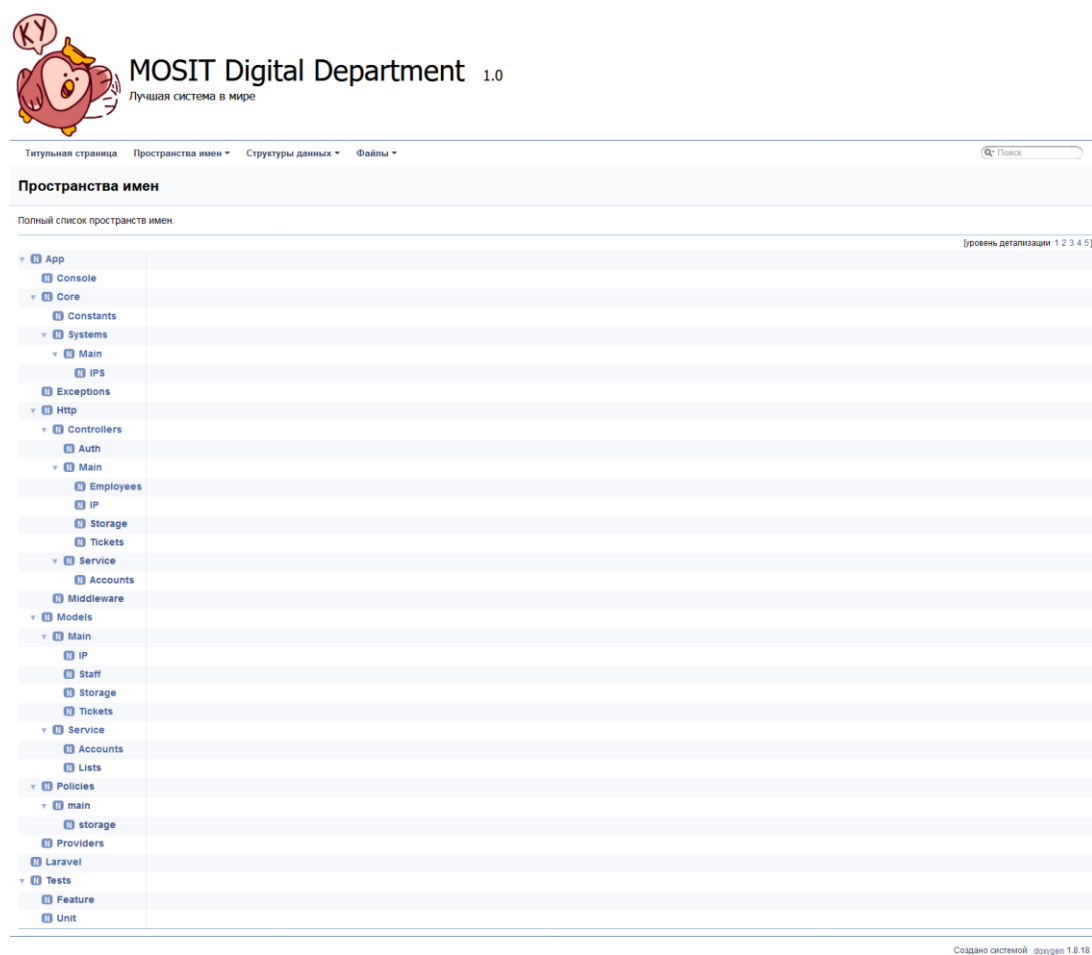 КУ
MOSIT Digital Department 1.0
Лучшая система в мире
Титульная страница Пространства имен Структуры данных Файлы Поиск
Пространства имен
Полный список пространств имен.
[уровень детализации 1 2 3 4 5]
N App
N Console
N Core
N Constants
N Systems
N Main
N IPS
N Exceptions
N Http
N Controllers
N Auth
N Main
N Employees
N IP
N Storage
N Tickets
N Service
N Accounts
N Middleware
N Models
N Main
N IP
N Staff
N Storage
N Tickets
N Service
N Accounts
N Lists
N Policies
N main
N storage
N Providers
N Laravel
N Tests
N Feature
N Unit
Создано системой doxygen 1.8.18